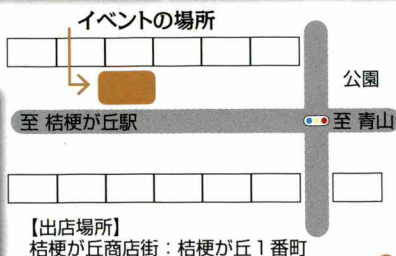 イベントの場所
公園
至 桔梗が丘駅
至 青山
【出店場所】
桔梗が丘商店街：桔梗が丘１番町